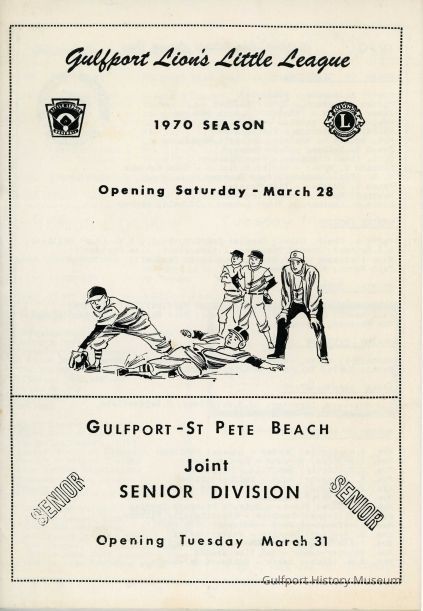 Gulfport Lion's Little League
1970 SEASON
L
Opening Saturday - March 28
GULFPORT - ST PETE BEACH
Joint
SENIOR DIVISION
SENIOR
SENIOR
Opening Tuesday March 31
Gulfport History Museum